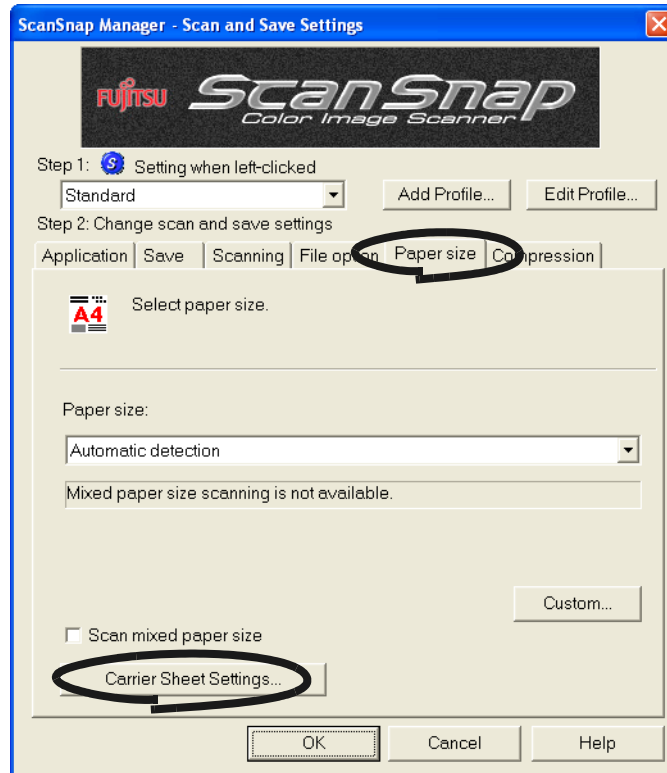 ScanSnap Manager - Scan and Save Settings
FUJITSU ScanSnap
Color Image Scanner
Step 1: S Setting when left-clicked
Standard Add Profile... Edit Profile...
Step 2: Change scan and save settings
Application Save Scanning File option Paper size Compression
A4 Select paper size.
Paper size:
Automatic detection
Mixed paper size scanning is not available.
Custom...
Scan mixed paper size
Carrier Sheet Settings...
OK Cancel Help